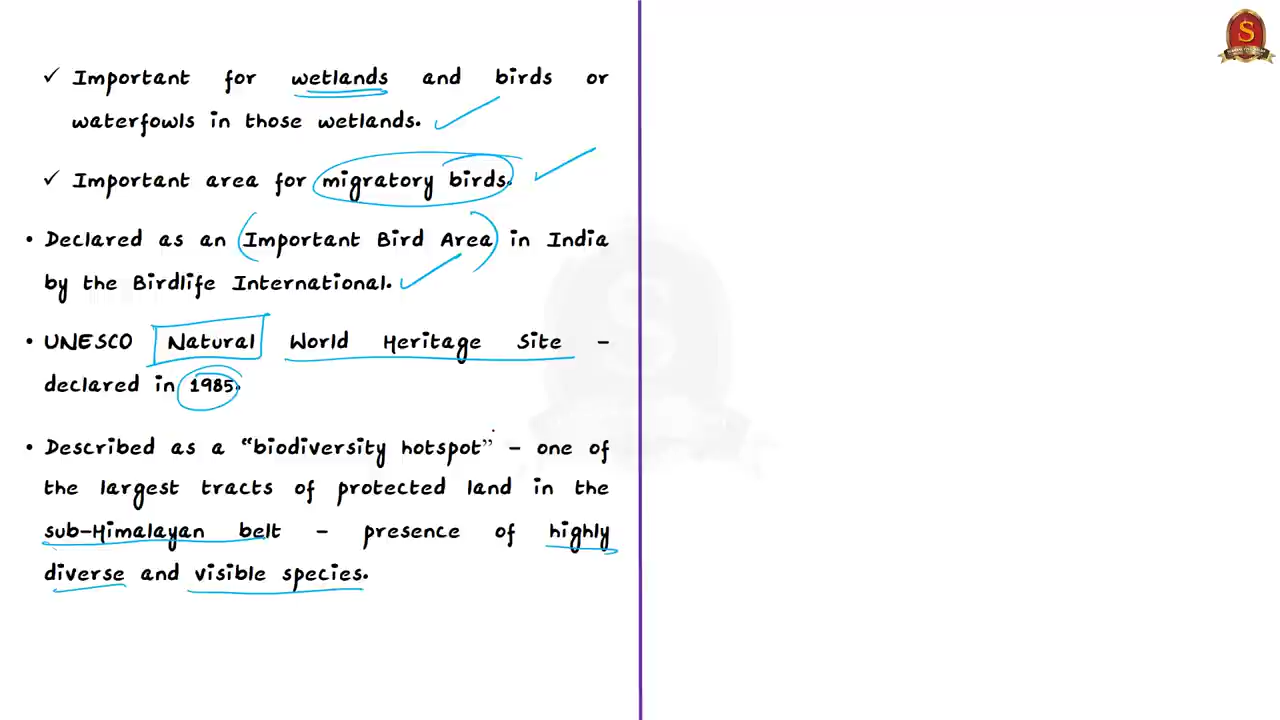 ✓ Important for wetlands and birds or
waterfowls in those wetlands.
✓ Important area for migratory birds.
• Declared as an Important Bird Area in India
by the Birdlife International.
• UNESCO Natural World Heritage Site –
declared in 1985.
• Described as a “biodiversity hotspot” – one of
the largest tracts of protected land in the
sub-Himalayan belt – presence of highly
diverse and visible species.
S